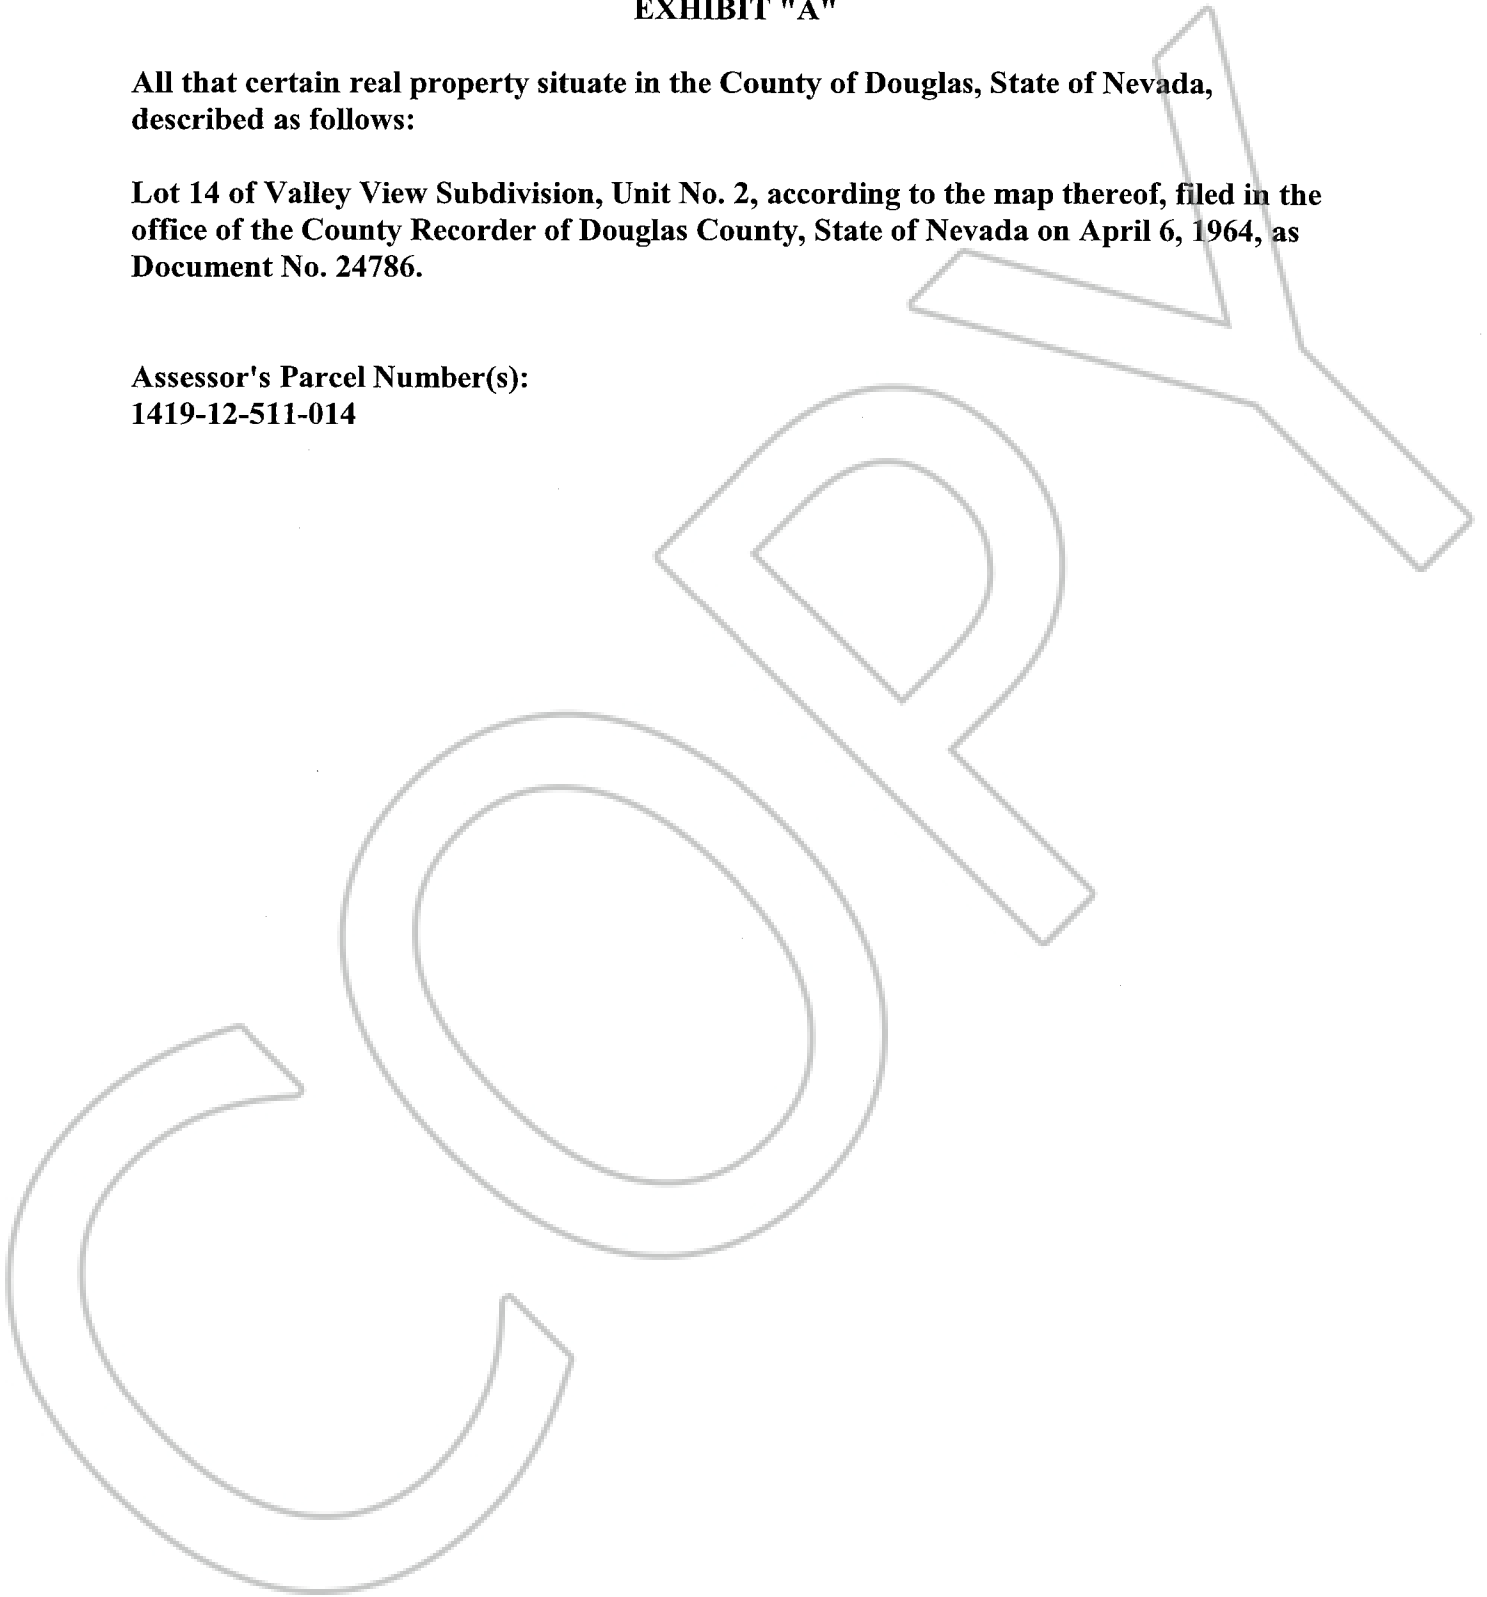 EXHIBIT "A"
All that certain real property situate in the County of Douglas, State of Nevada,
described as follows:
Lot 14 of Valley View Subdivision, Unit No. 2, according to the map thereof, filed in the
office of the County Recorder of Douglas County, State of Nevada on April 6, 1964, as
Document No. 24786.
Assessor's Parcel Number(s):
1419-12-511-014
COPY